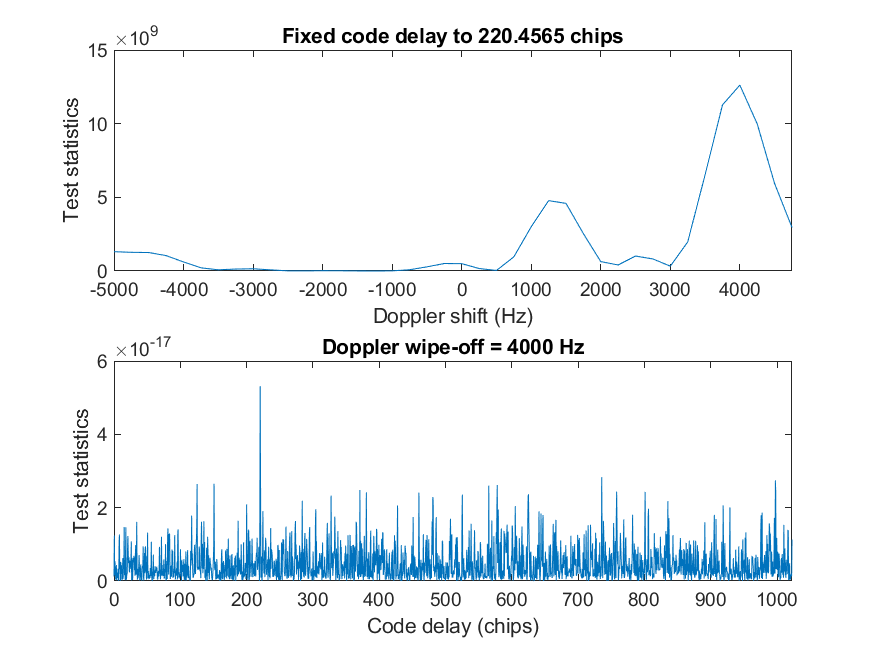 Fixed code delay to 220.4565 chips
×10^9
15
10
5
0
Test statistics
-5000 -4000 -3000 -2000 -1000 0 1000 2000 3000 4000
Doppler shift (Hz)
Doppler wipe-off = 4000 Hz
×10^-17
6
4
2
0
Test statistics
0 100 200 300 400 500 600 700 800 900 1000
Code delay (chips)